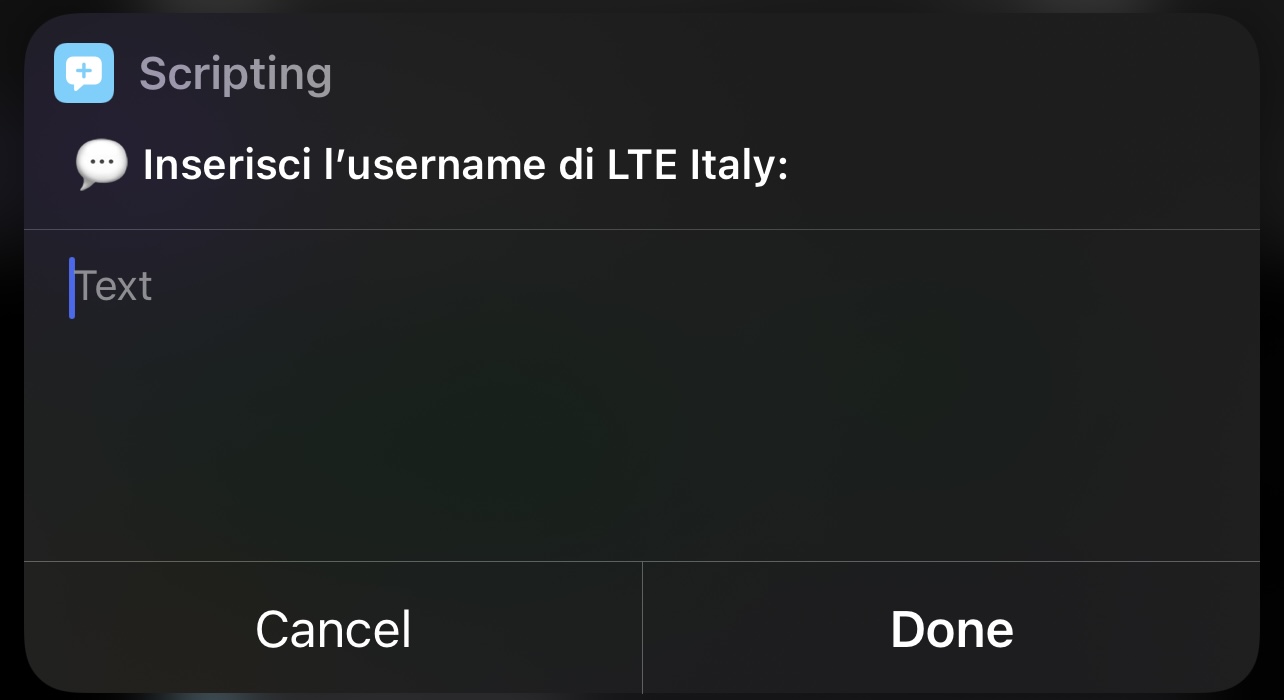 Scripting
💬 Inserisci l’username di LTE Italy:
Text
Cancel
Done